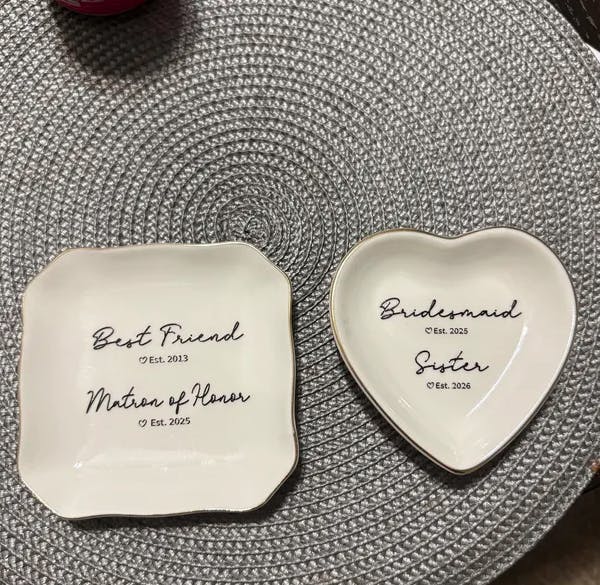 Best Friend
♡Est. 2013
Matron of Honor
♡ Est. 2025
Bridesmaid
♡Est. 2025
Sister
♡Est. 2026